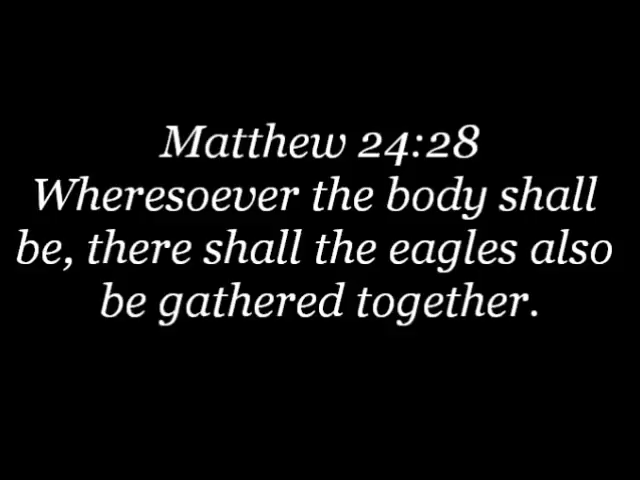 Matthew 24:28
Wheresoever the body shall
be, there shall the eagles also
be gathered together.